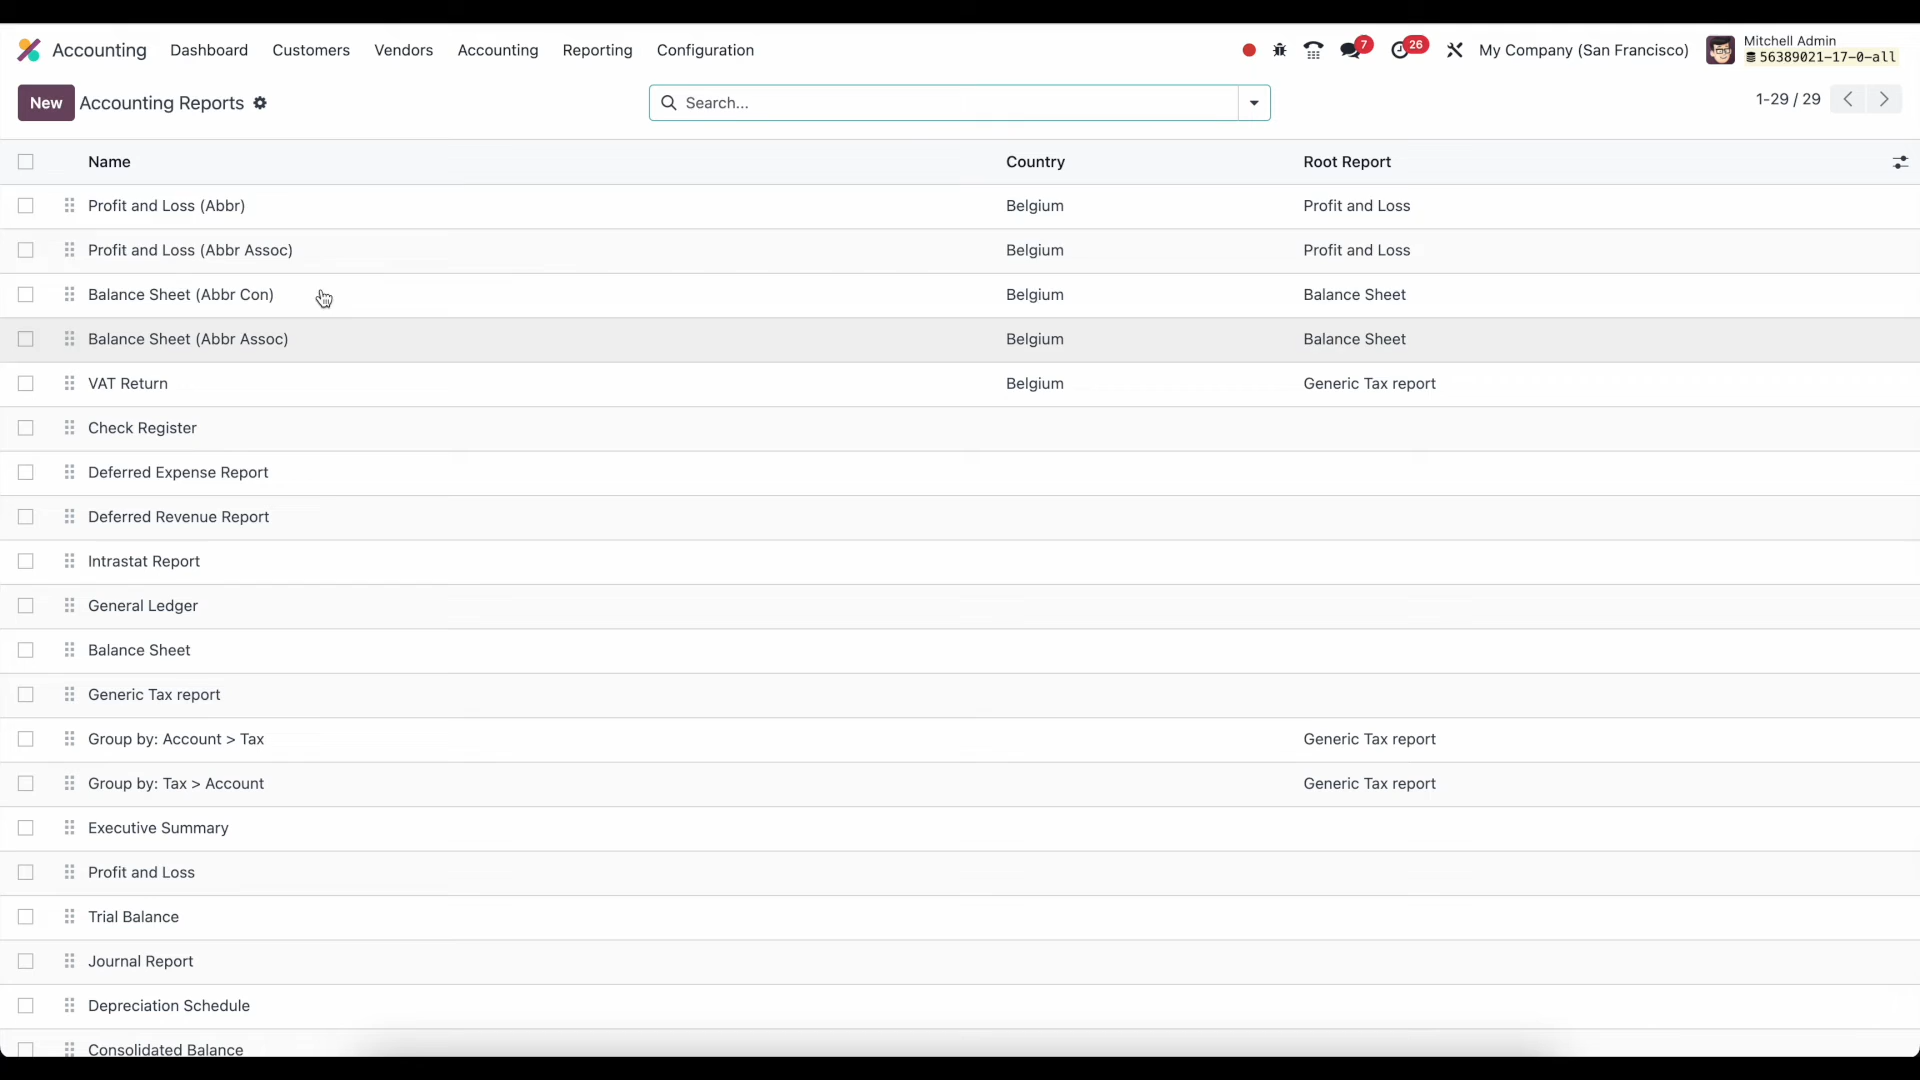 Accounting Dashboard Customers Vendors Accounting Reporting Configuration 7 26 My Company (San Francisco) Mitchell Admin
56389021-17-0-all
New Accounting Reports Search... 1-29 / 29
Name Country Root Report
Profit and Loss (Abbr) Belgium Profit and Loss
Profit and Loss (Abbr Assoc) Belgium Profit and Loss
Balance Sheet (Abbr Con) Belgium Balance Sheet
Balance Sheet (Abbr Assoc) Belgium Balance Sheet
VAT Return Belgium Generic Tax report
Check Register
Deferred Expense Report
Deferred Revenue Report
Intrastat Report
General Ledger
Balance Sheet
Generic Tax report
Group by: Account > Tax Generic Tax report
Group by: Tax > Account Generic Tax report
Executive Summary
Profit and Loss
Trial Balance
Journal Report
Depreciation Schedule
Consolidated Balance